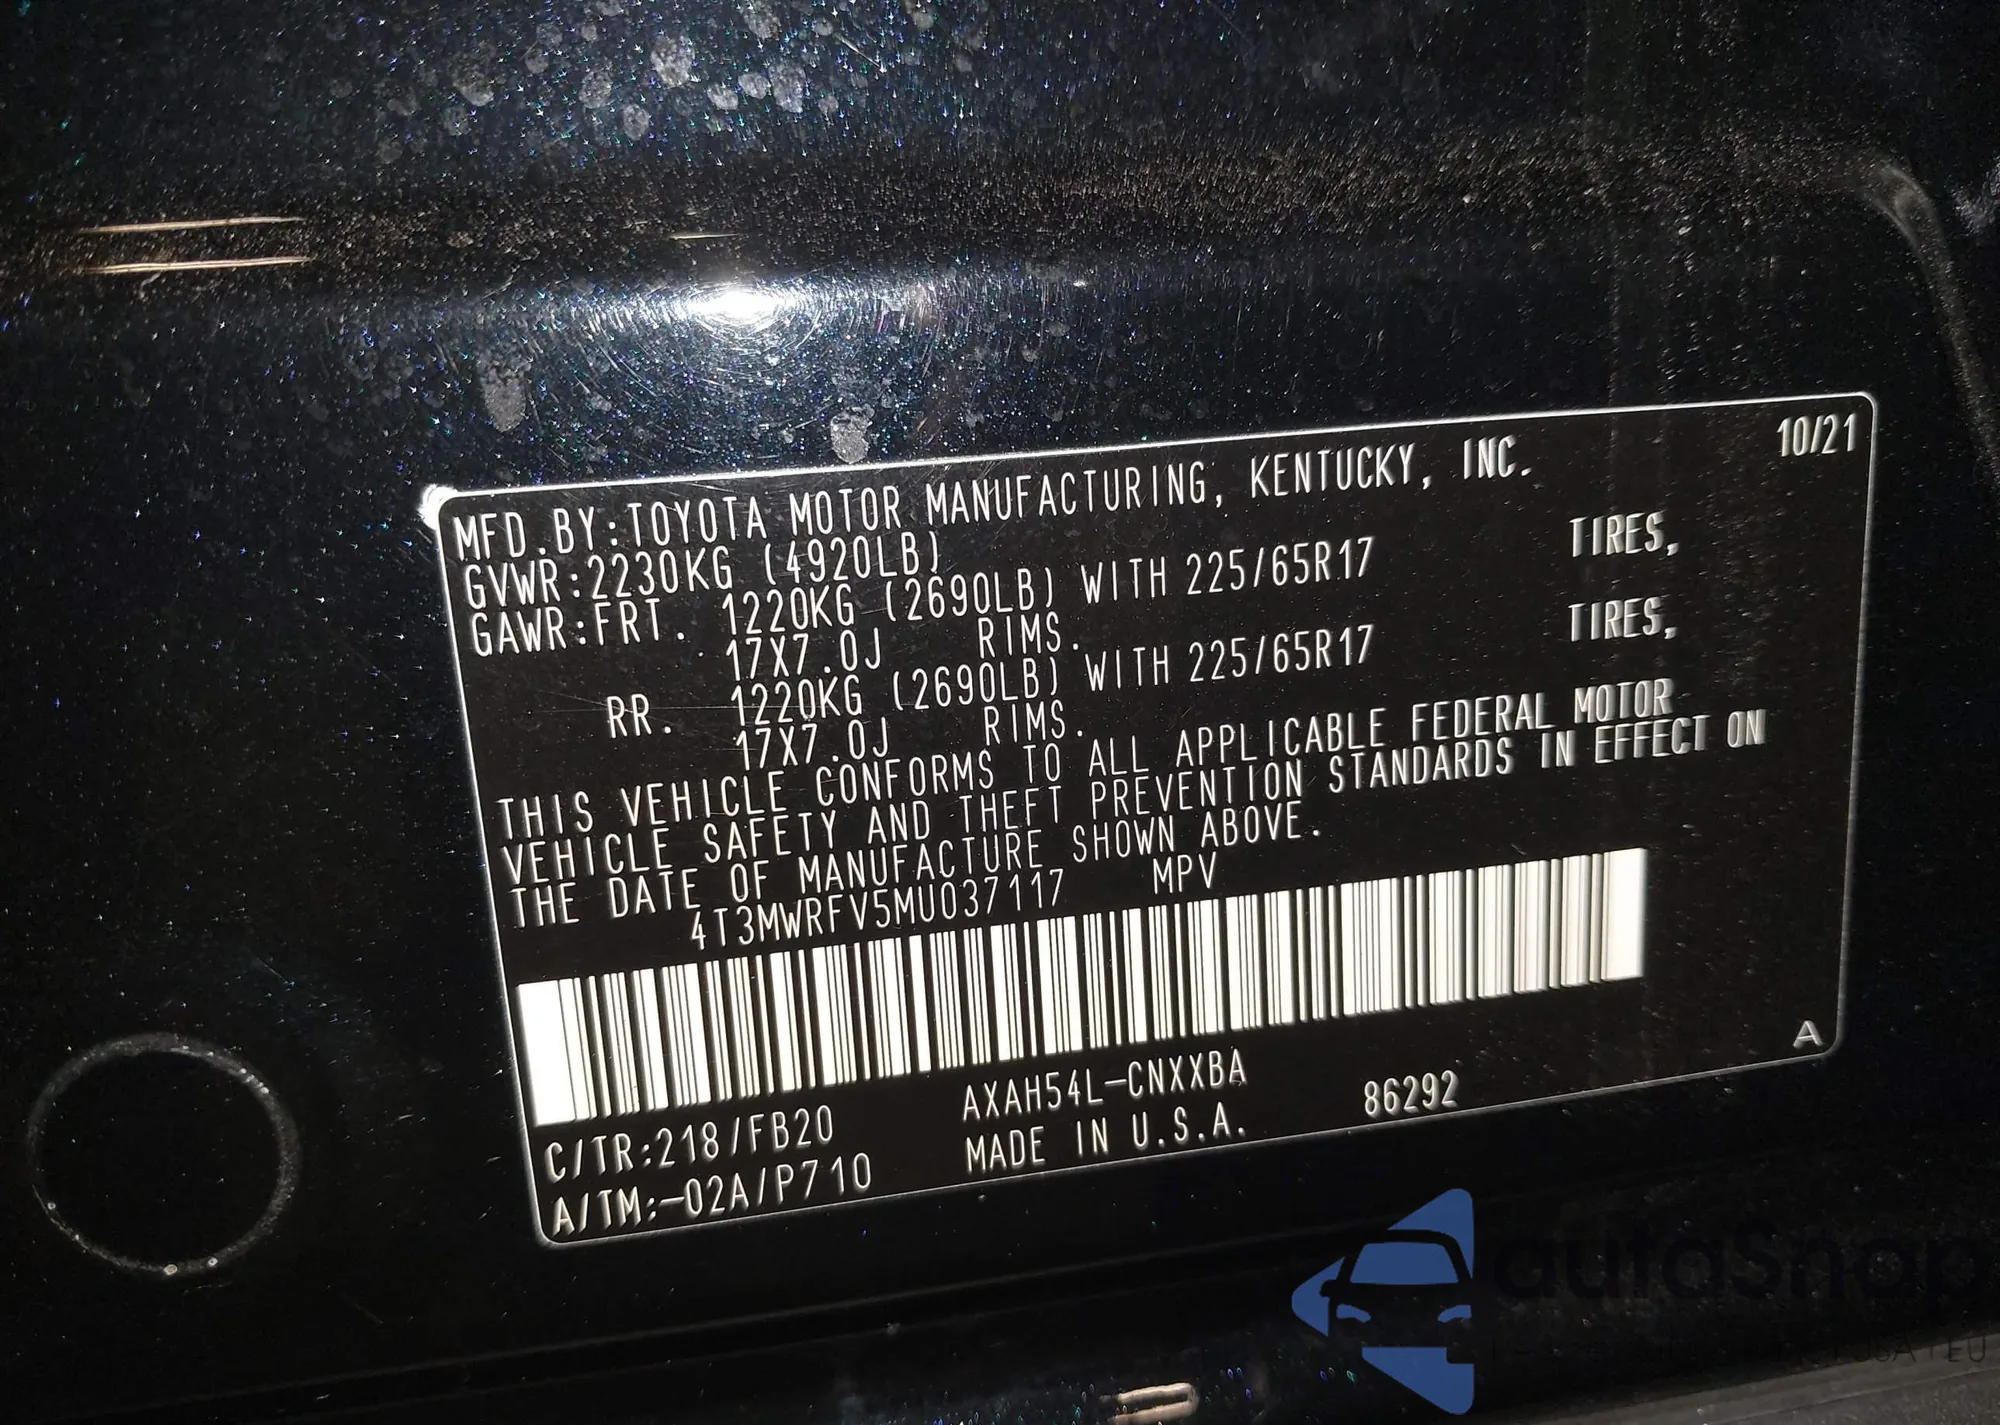 10/21
MFD.BY:TOYOTA MOTOR MANUFACTURING, KENTUCKY, INC.
GVWR:2230KG (4920LB)
GAWR:FRT. 1220KG (2690LB) WITH 225/65R17 TIRES,
17X7.0J RIMS.
RR. 1220KG (2690LB) WITH 225/65R17 TIRES,
17X7.0J RIMS.
THIS VEHICLE CONFORMS TO ALL APPLICABLE FEDERAL MOTOR
VEHICLE SAFETY AND THEFT PREVENTION STANDARDS IN EFFECT ON
THE DATE OF MANUFACTURE SHOWN ABOVE.
4T3MWRFV5MU037117 MPV
C/TR:218/FB20 AXAH54L-CNXXBA 86292 A
A/TM:-02A/P710 MADE IN U.S.A.
autaSnap